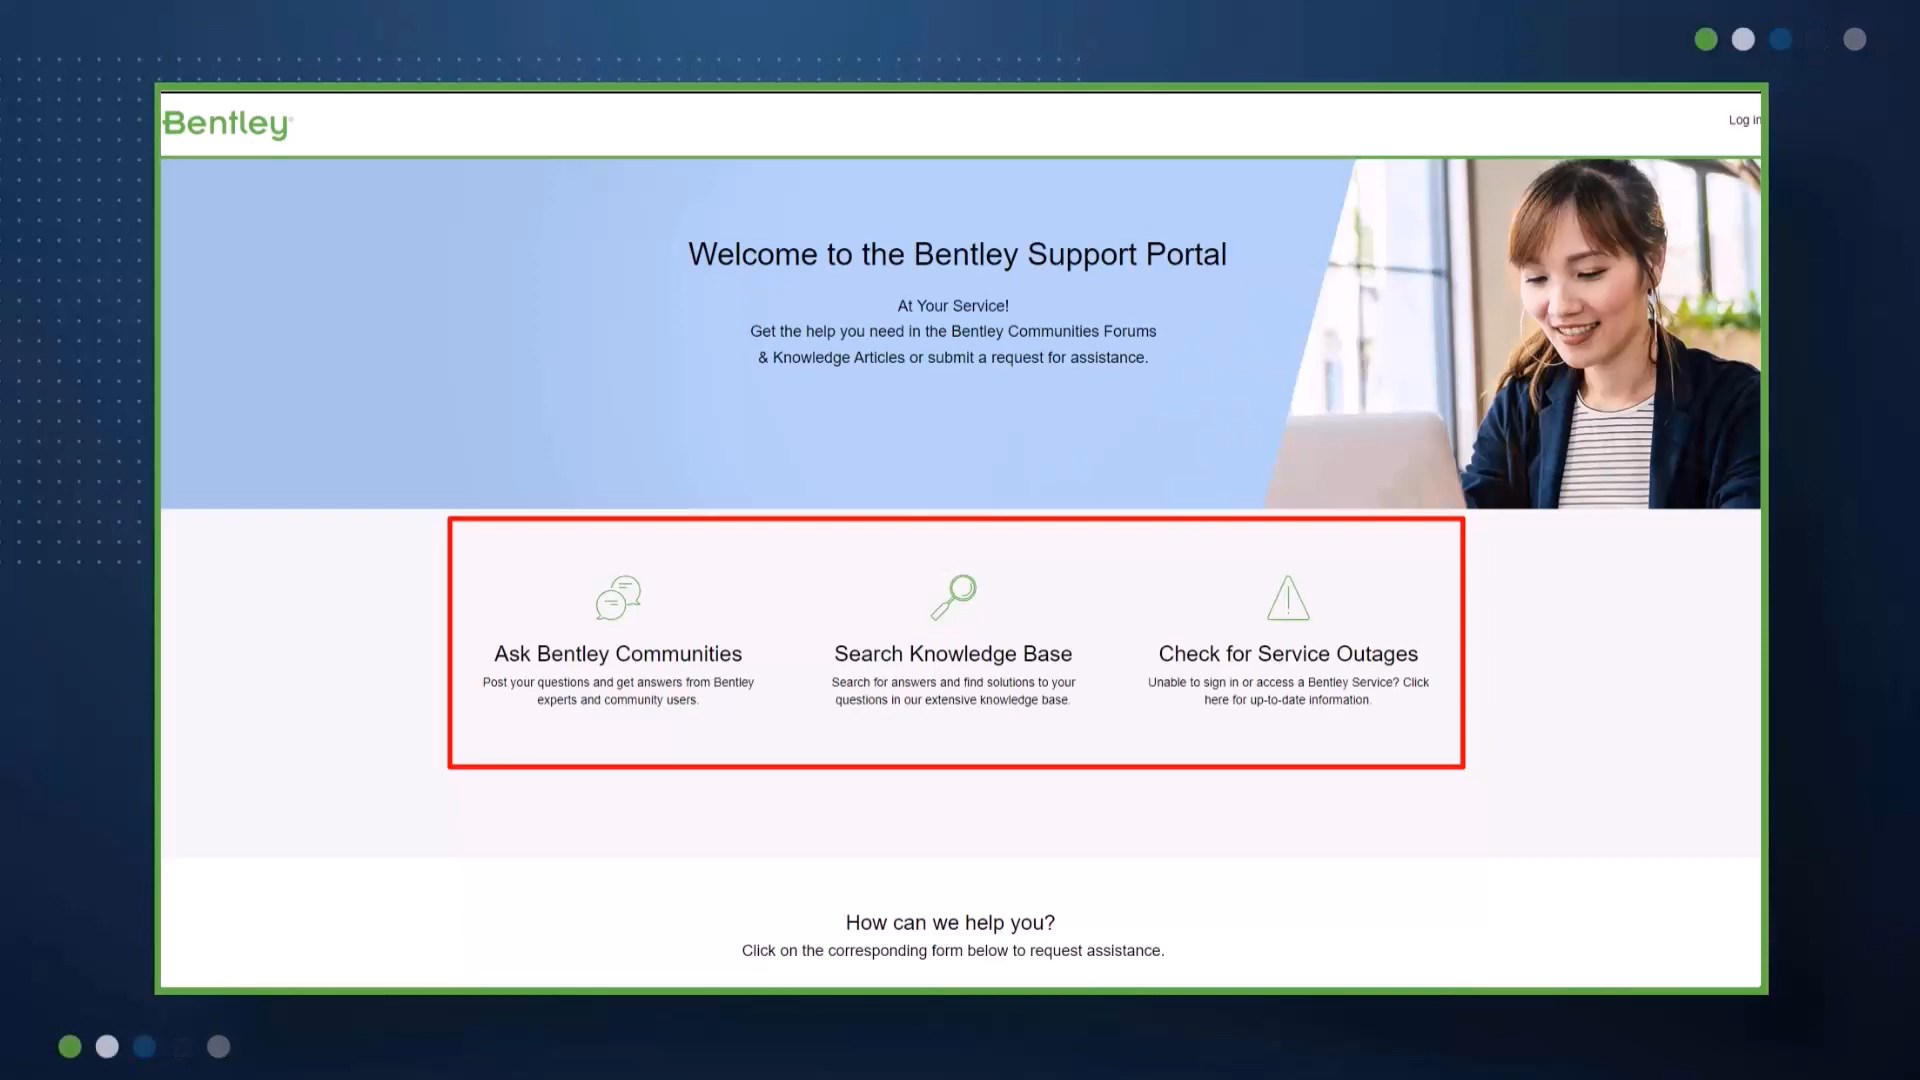 Bentley
Log in
Welcome to the Bentley Support Portal
At Your Service!
Get the help you need in the Bentley Communities Forums
& Knowledge Articles or submit a request for assistance.
Ask Bentley Communities
Post your questions and get answers from Bentley
experts and community users.
Search Knowledge Base
Search for answers and find solutions to your
questions in our extensive knowledge base.
Check for Service Outages
Unable to sign in or access a Bentley Service? Click
here for up-to-date information.
How can we help you?
Click on the corresponding form below to request assistance.